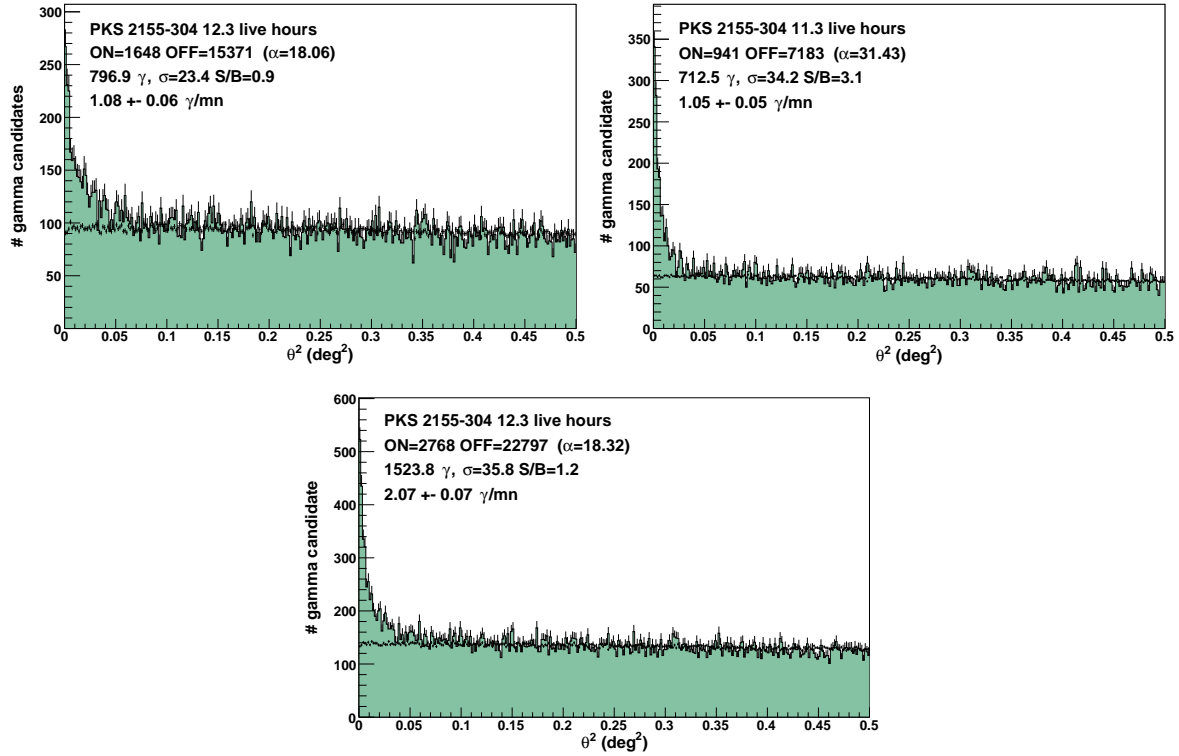 PKS 2155-304 12.3 live hours
ON=1648 OFF=15371 (α=18.06)
796.9 γ, σ=23.4 S/B=0.9
1.08 +- 0.06 γ/mn
# gamma candidates
300
250
200
150
100
50
0
0 0.05 0.1 0.15 0.2 0.25 0.3 0.35 0.4 0.45 0.5
θ² (deg²)
PKS 2155-304 11.3 live hours
ON=941 OFF=7183 (α=31.43)
712.5 γ, σ=34.2 S/B=3.1
1.05 +- 0.05 γ/mn
# gamma candidate
350
300
250
200
150
100
50
0
0 0.05 0.1 0.15 0.2 0.25 0.3 0.35 0.4 0.45 0.5
θ² (deg²)
PKS 2155-304 12.3 live hours
ON=2768 OFF=22797 (α=18.32)
1523.8 γ, σ=35.8 S/B=1.2
2.07 +- 0.07 γ/mn
# gamma candidate
600
500
400
300
200
100
0
0 0.05 0.1 0.15 0.2 0.25 0.3 0.35 0.4 0.45 0.5
θ² (deg²)